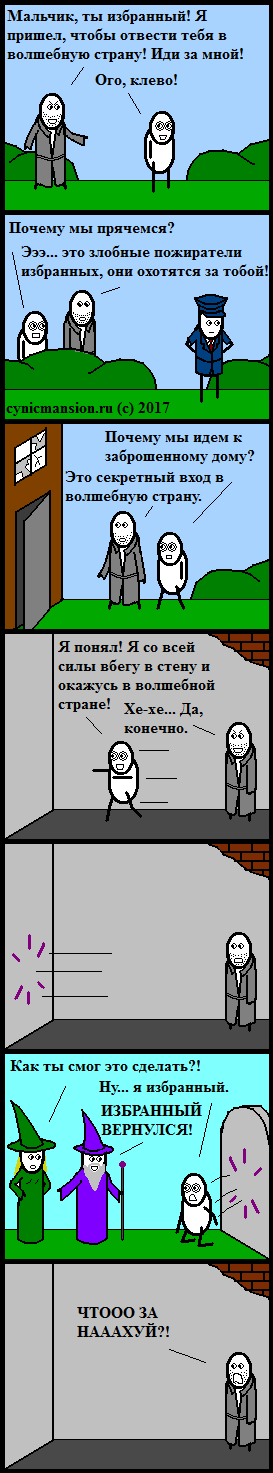 Мальчик, ты избранный! Я
пришел, чтобы отвести тебя в
волшебную страну! Иди за мной!
Ого, клево!
Почему мы прячемся?
Эээ... это злобные пожиратели
избранных, они охотятся за тобой!
cynicmansion.ru (c) 2017
Почему мы идем к
заброшенному дому?
Это секретный вход в
волшебную страну.
Я понял! Я со всей
силы вбегу в стену и
окажусь в волшебной
стране!
Хе-хе... Да,
конечно.
Как ты смог это сделать?!
Ну... я избранный.
ИЗБРАННЫЙ
ВЕРНУЛСЯ!
ЧТООО ЗА
НАААХУЙ?!